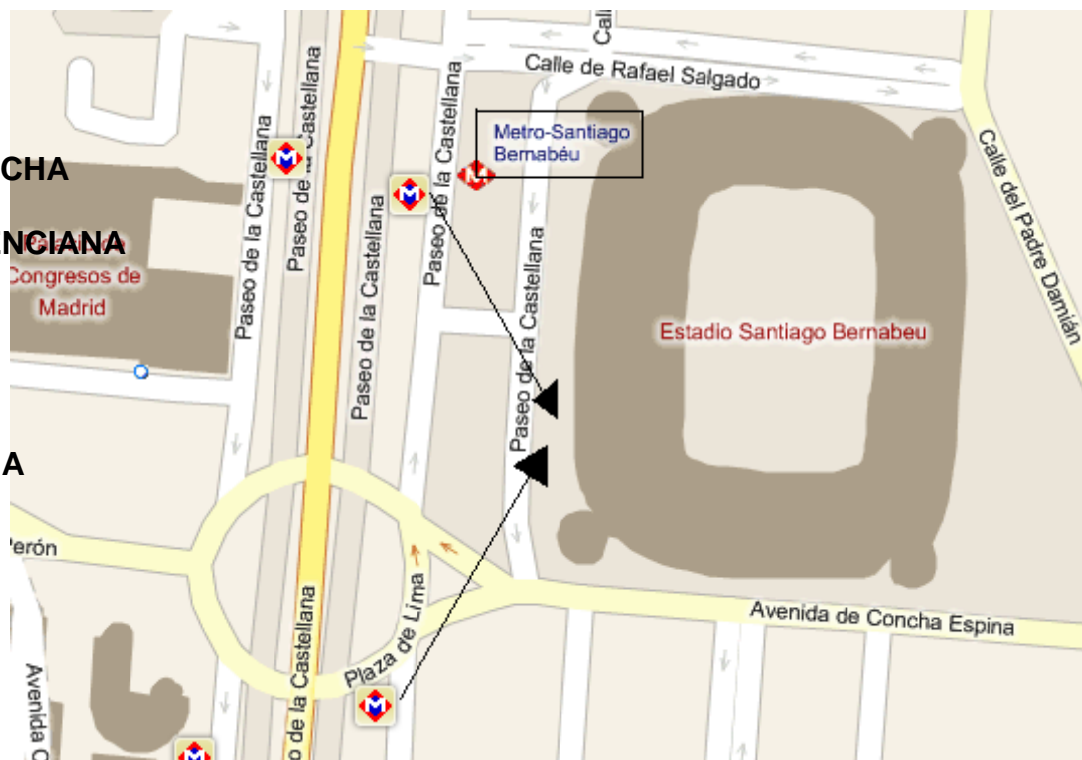 Call
Calle de Rafael Salgado
Paseo de la Castellana
Paseo de la Castellana
Paseo de la Castellana
Paseo de la Castellana
Paseo de la Castellana
Metro-Santiago
Bernabéu
M
M
M
CHA
NCIANA
Congresos de
Madrid
Calle del Padre Damián
Estadio Santiago Bernabeu
A
Perón
Avenida de Concha Espina
Plaza de Lima
o de la Castellana
M
M
Avenida C